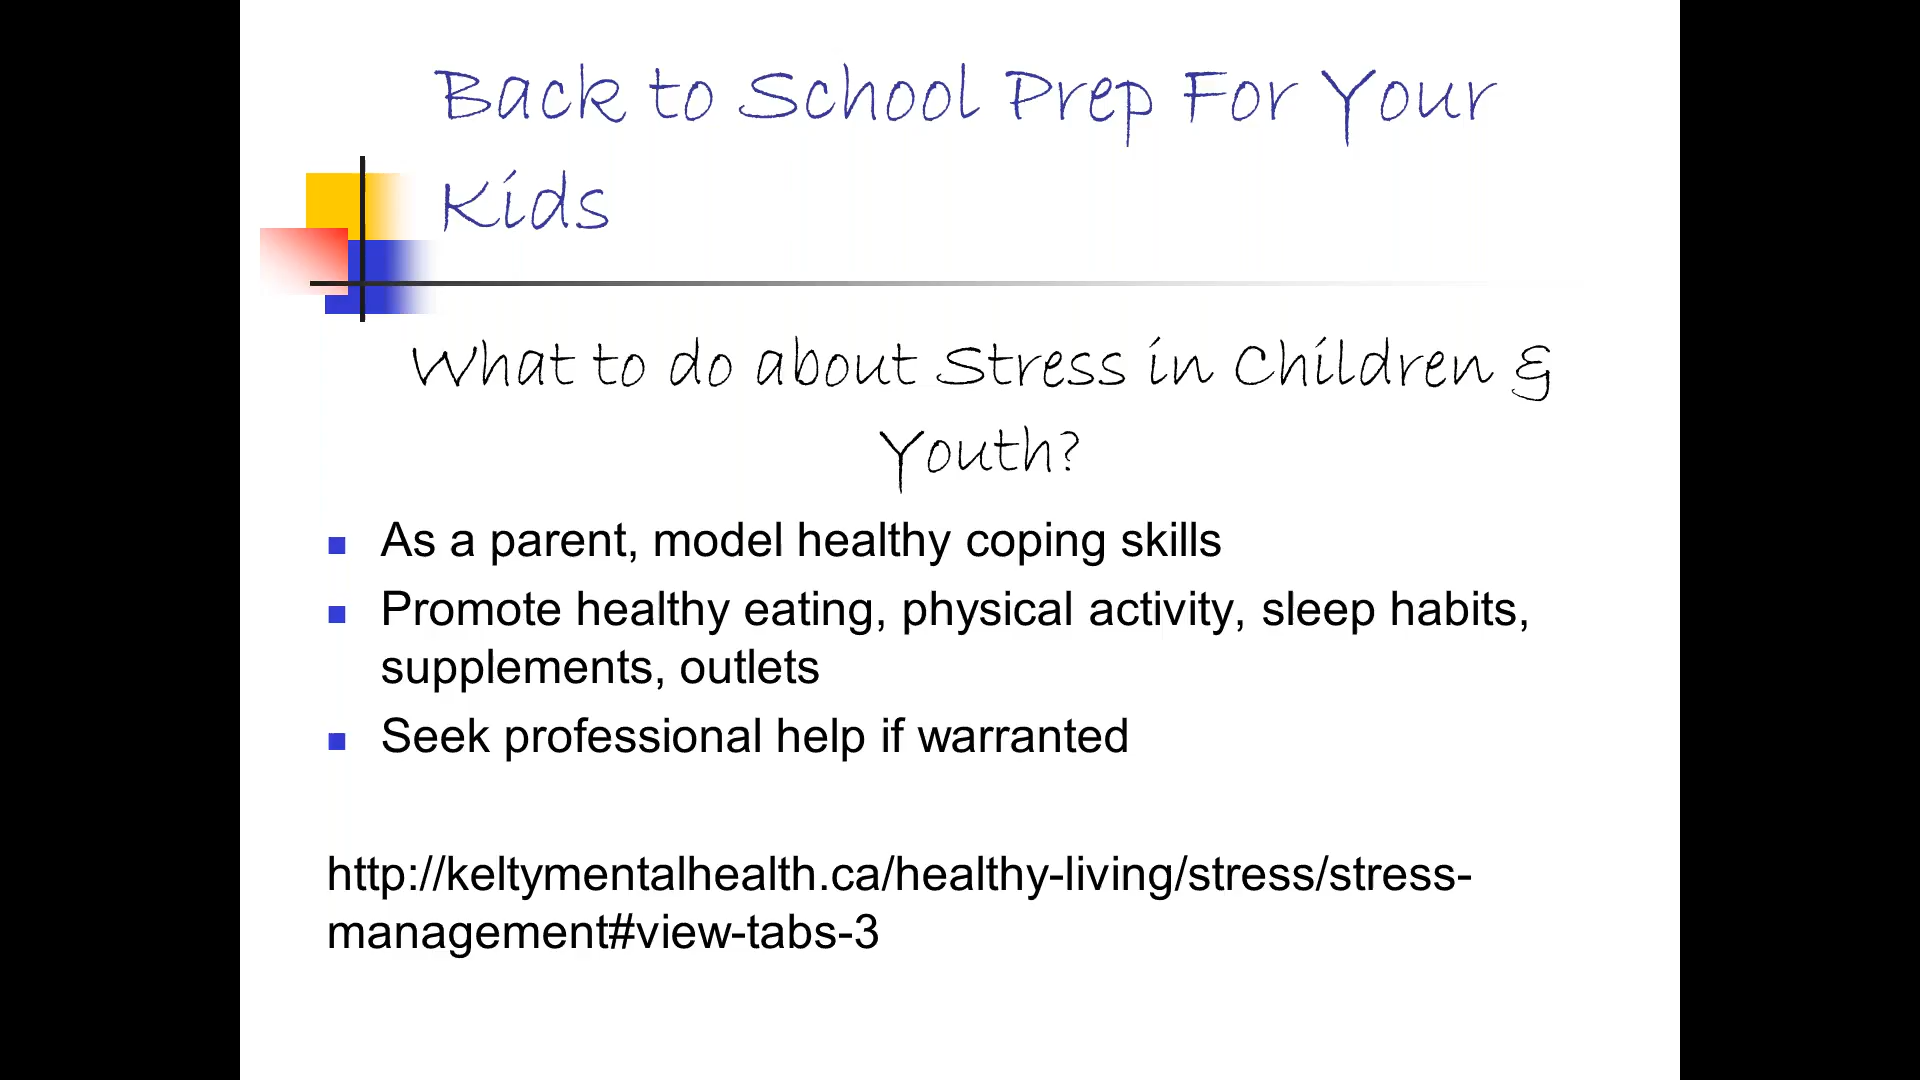 Back to School Prep For Your
Kids
What to do about Stress in Children &
Youth?
As a parent, model healthy coping skills
Promote healthy eating, physical activity, sleep habits,
supplements, outlets
Seek professional help if warranted
http://keltymentalhealth.ca/healthy-living/stress/stress-
management#view-tabs-3